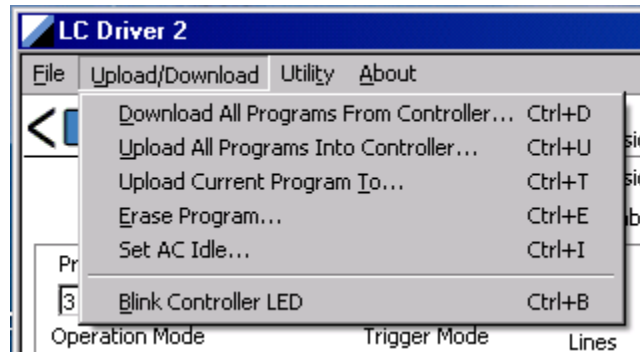 LC Driver 2
File Upload/Download Utility About
Download All Programs From Controller... Ctrl+D
Upload All Programs Into Controller... Ctrl+U
Upload Current Program To... Ctrl+T
Erase Program... Ctrl+E
Set AC Idle... Ctrl+I
Blink Controller LED Ctrl+B
3
Operation Mode Trigger Mode Lines